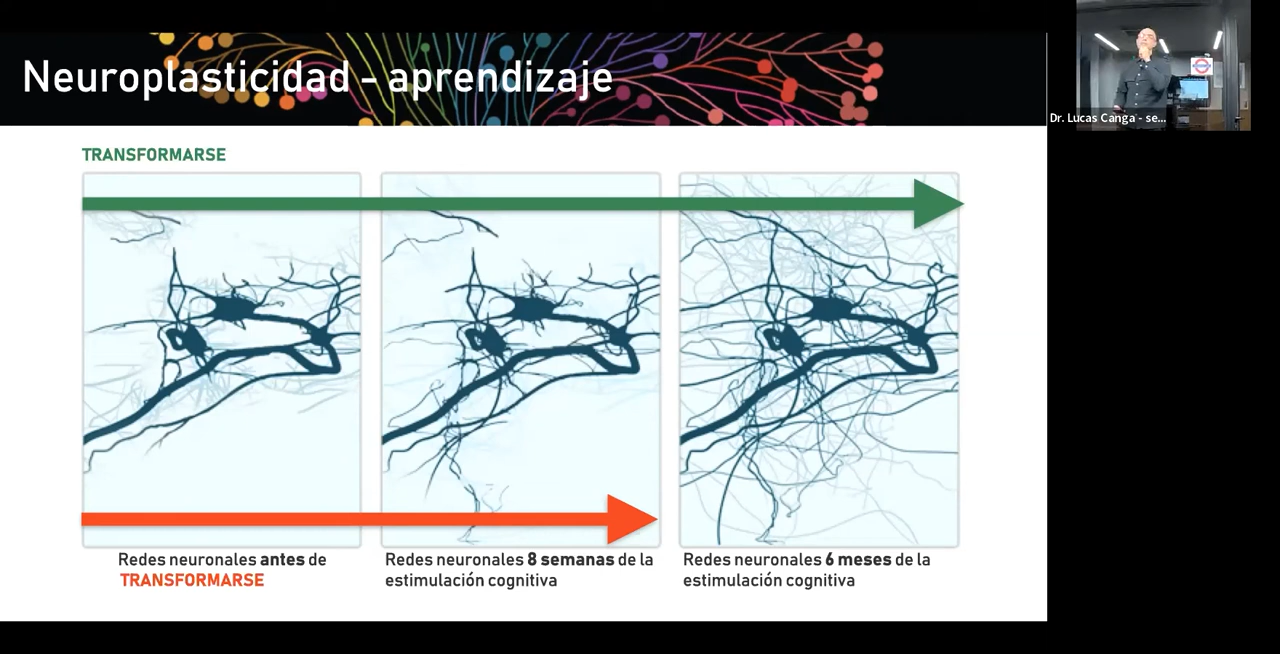 Neuroplasticidad - aprendizaje
Dr. Lucas Canga - se...
TRANSFORMARSE
Redes neuronales antes de
TRANSFORMARSE
Redes neuronales 8 semanas de la
estimulación cognitiva
Redes neuronales 6 meses de la
estimulación cognitiva